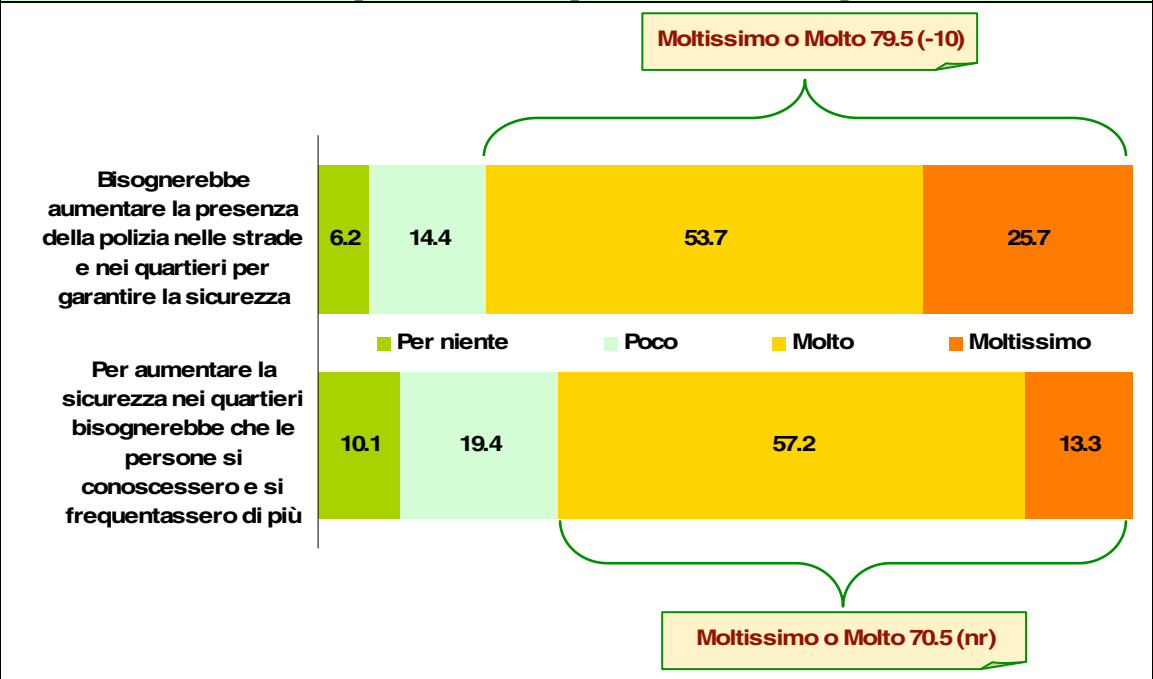 Moltissimo o Molto 79.5 (-10)
Bisognerebbe
aumentare la presenza
della polizia nelle strade
e nei quartieri per
garantire la sicurezza
6.2 14.4 53.7 25.7
Per niente Poco Molto Moltissimo
Per aumentare la
sicurezza nei quartieri
bisognerebbe che le
persone si
conoscessero e si
frequentassero di più
10.1 19.4 57.2 13.3
Moltissimo o Molto 70.5 (nr)